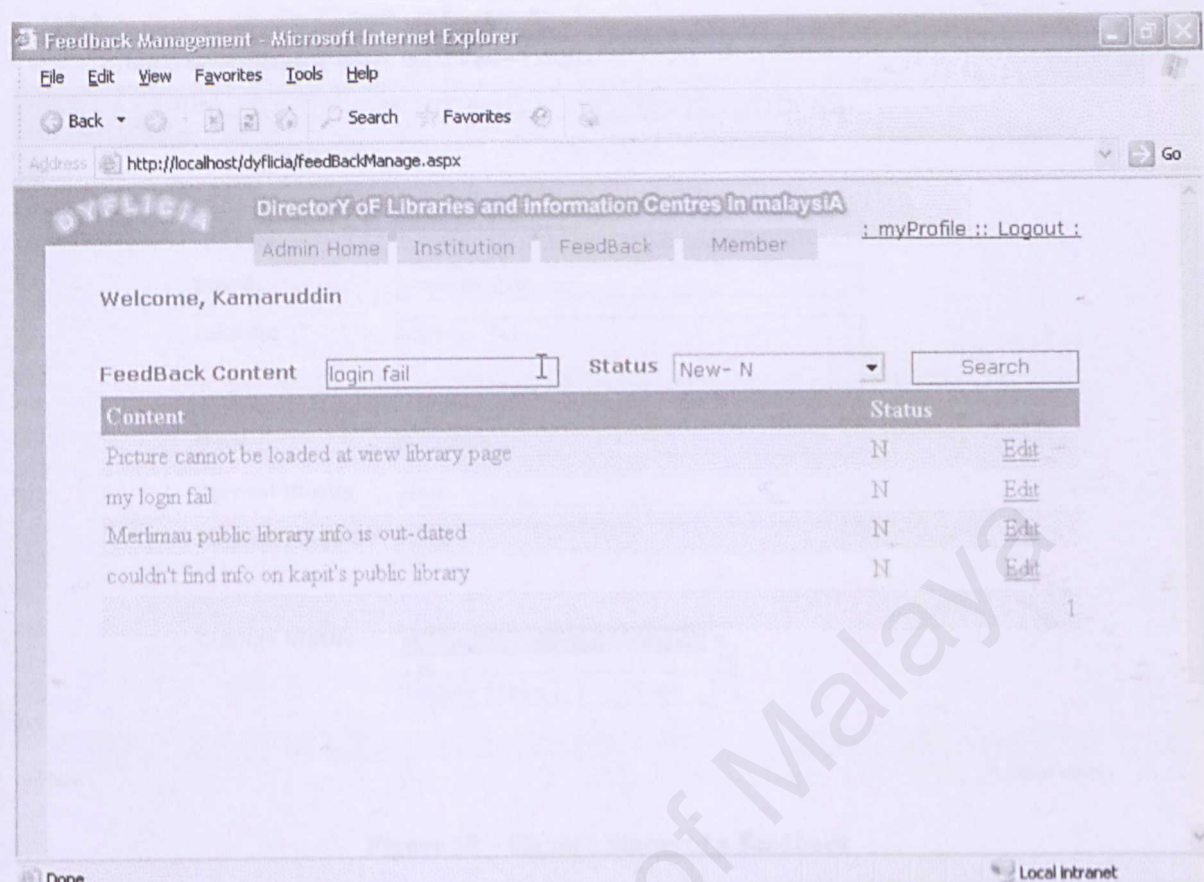 Feedback Management - Microsoft Internet Explorer
File Edit View Favorites Tools Help
Back Search Favorites
Address http://localhost/dyflicia/feedBackManage.aspx Go
DYFLICIA DirectorY oF Libraries and Information Centres In malaysiA
: myProfile :: Logout :
Admin Home Institution FeedBack Member
Welcome, Kamaruddin
FeedBack Content login fail Status New- N Search
Content Status
Picture cannot be loaded at view library page N Edit
my login fail N Edit
Merlimau public library info is out-dated N Edit
couldn't find info on kapit's public library N Edit
1
of Malaya
Done Local intranet